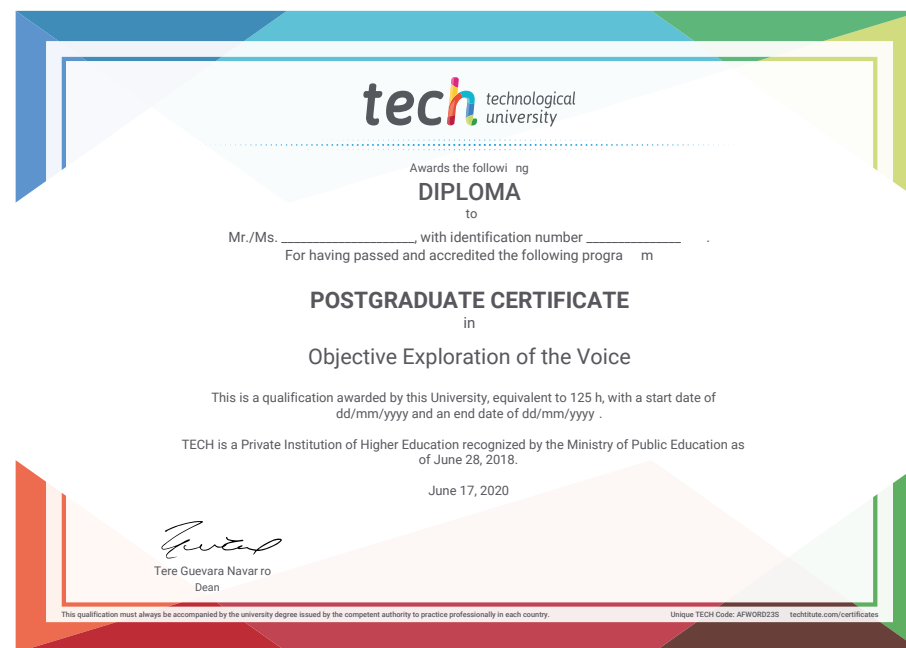 tech technological
university
Awards the followi ng
DIPLOMA
to
Mr./Ms. ___________________, with identification number ______________ .
For having passed and accredited the following progra m
POSTGRADUATE CERTIFICATE
in
Objective Exploration of the Voice
This is a qualification awarded by this University, equivalent to 125 h, with a start date of
dd/mm/yyyy and an end date of dd/mm/yyyy .
TECH is a Private Institution of Higher Education recognized by the Ministry of Public Education as
of June 28, 2018.
June 17, 2020
Tere Guevara Navar ro
Dean
This qualification must always be accompanied by the university degree issued by the competent authority to practice professionally in each country. Unique TECH Code: AFWORD23S techtitute.com/certificates